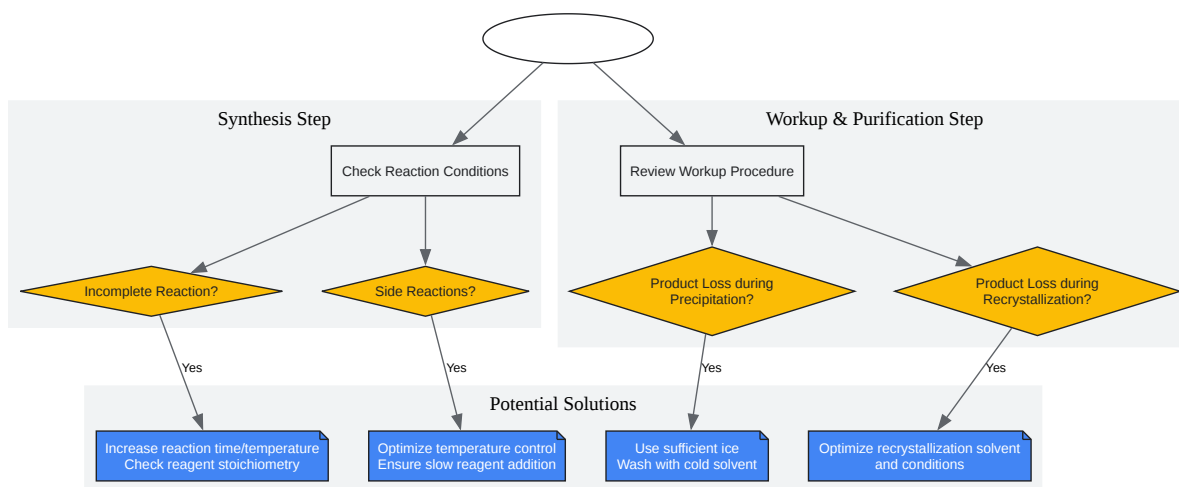 Synthesis Step
Workup & Purification Step
Check Reaction Conditions
Review Workup Procedure
Incomplete Reaction?
Side Reactions?
Product Loss during
Precipitation?
Product Loss during
Recrystallization?
Yes
Yes
Yes
Yes
Potential Solutions
Increase reaction time/temperature
Check reagent stoichiometry
Optimize temperature control
Ensure slow reagent addition
Use sufficient ice
Wash with cold solvent
Optimize recrystallization solvent
and conditions